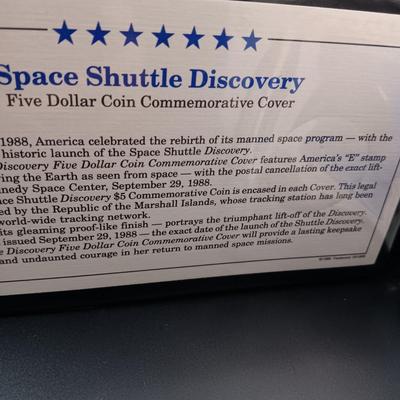 Space Shuttle Discovery
Five Dollar Coin Commemorative Cover
1988, America celebrated the rebirth of its manned space program — with the
historic launch of the Space Shuttle Discovery.
Discovery Five Dollar Coin Commemorative Cover features America's "E" stamp
ring the Earth as seen from space — with the postal cancellation of the exact lift-
nnedy Space Center, September 29, 1988.
ce Shuttle Discovery $5 Commemorative Coin is encased in each Cover. This legal
ed by the Republic of the Marshall Islands, whose tracking station has long been
world-wide tracking network.
its gleaming proof-like finish — portrays the triumphant lift-off of the Discovery.
issued September 29, 1988 — the exact date of the launch of the Shuttle Discovery.
e Discovery Five Dollar Coin Commemorative Cover will provide a lasting keepsake
and undaunted courage in her return to manned space missions.